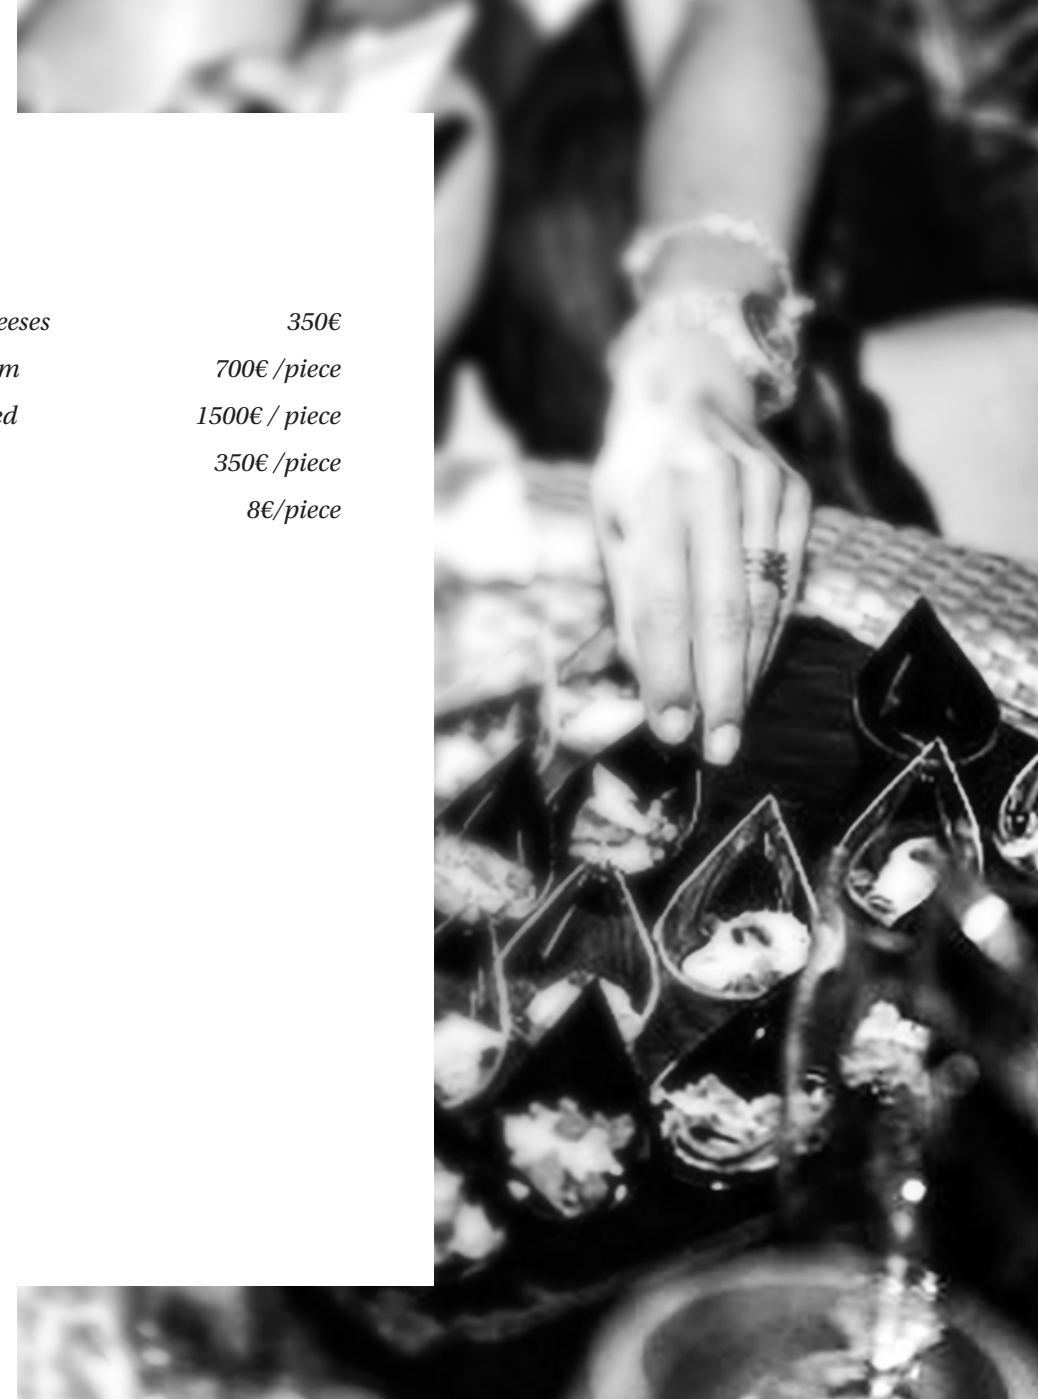 eeses 350€
m 700€ /piece
ed 1500€ / piece
350€ /piece
8€/piece